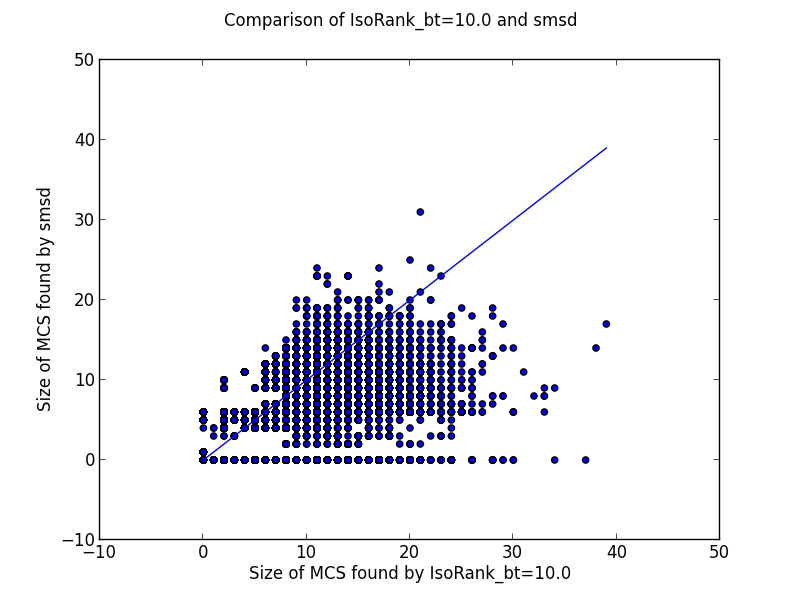 Comparison of IsoRank_bt=10.0 and smsd
50
40
30
20
10
0
−10
−10 0 10 20 30 40 50
Size of MCS found by smsd
Size of MCS found by IsoRank_bt=10.0